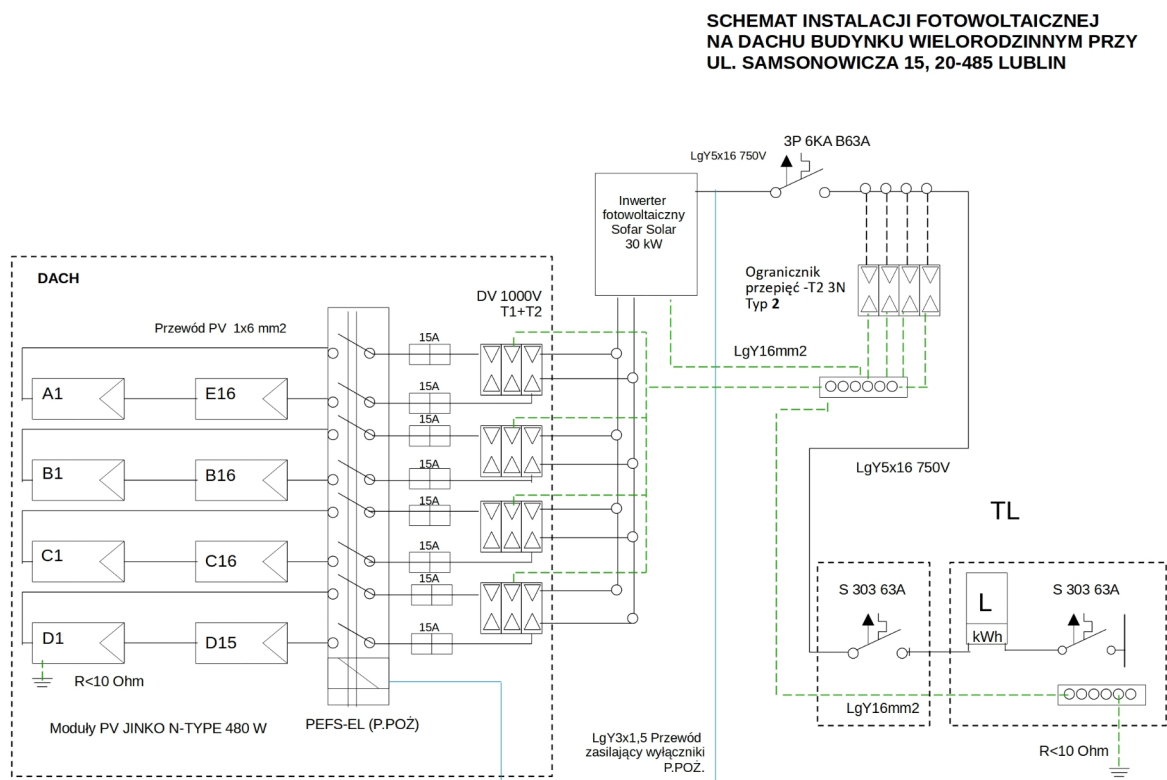 SCHEMAT INSTALACJI FOTOWOLTAICZNEJ
NA DACHU BUDYNKU WIELORODZINNYM PRZY
UL. SAMSONOWICZA 15, 20-485 LUBLIN
3P 6KA B63A
LgY5x16 750V
Inwerter
fotowoltaiczny
Sofar Solar
30 kW
Ogranicznik
przepięć -T2 3N
Typ 2
DACH
DV 1000V
T1+T2
Przewód PV 1x6 mm2
15A
LgY16mm2
A1
E16
15A
15A
B1
B16
15A
LgY5x16 750V
15A
TL
C1
C16
15A
15A
S 303 63A
L
kWh
S 303 63A
D1
D15
15A
R<10 Ohm
LgY16mm2
Moduły PV JINKO N-TYPE 480 W
PEFS-EL (P.POŻ)
LgY3x1,5 Przewód
zasilający wyłączniki
P.POŻ.
R<10 Ohm